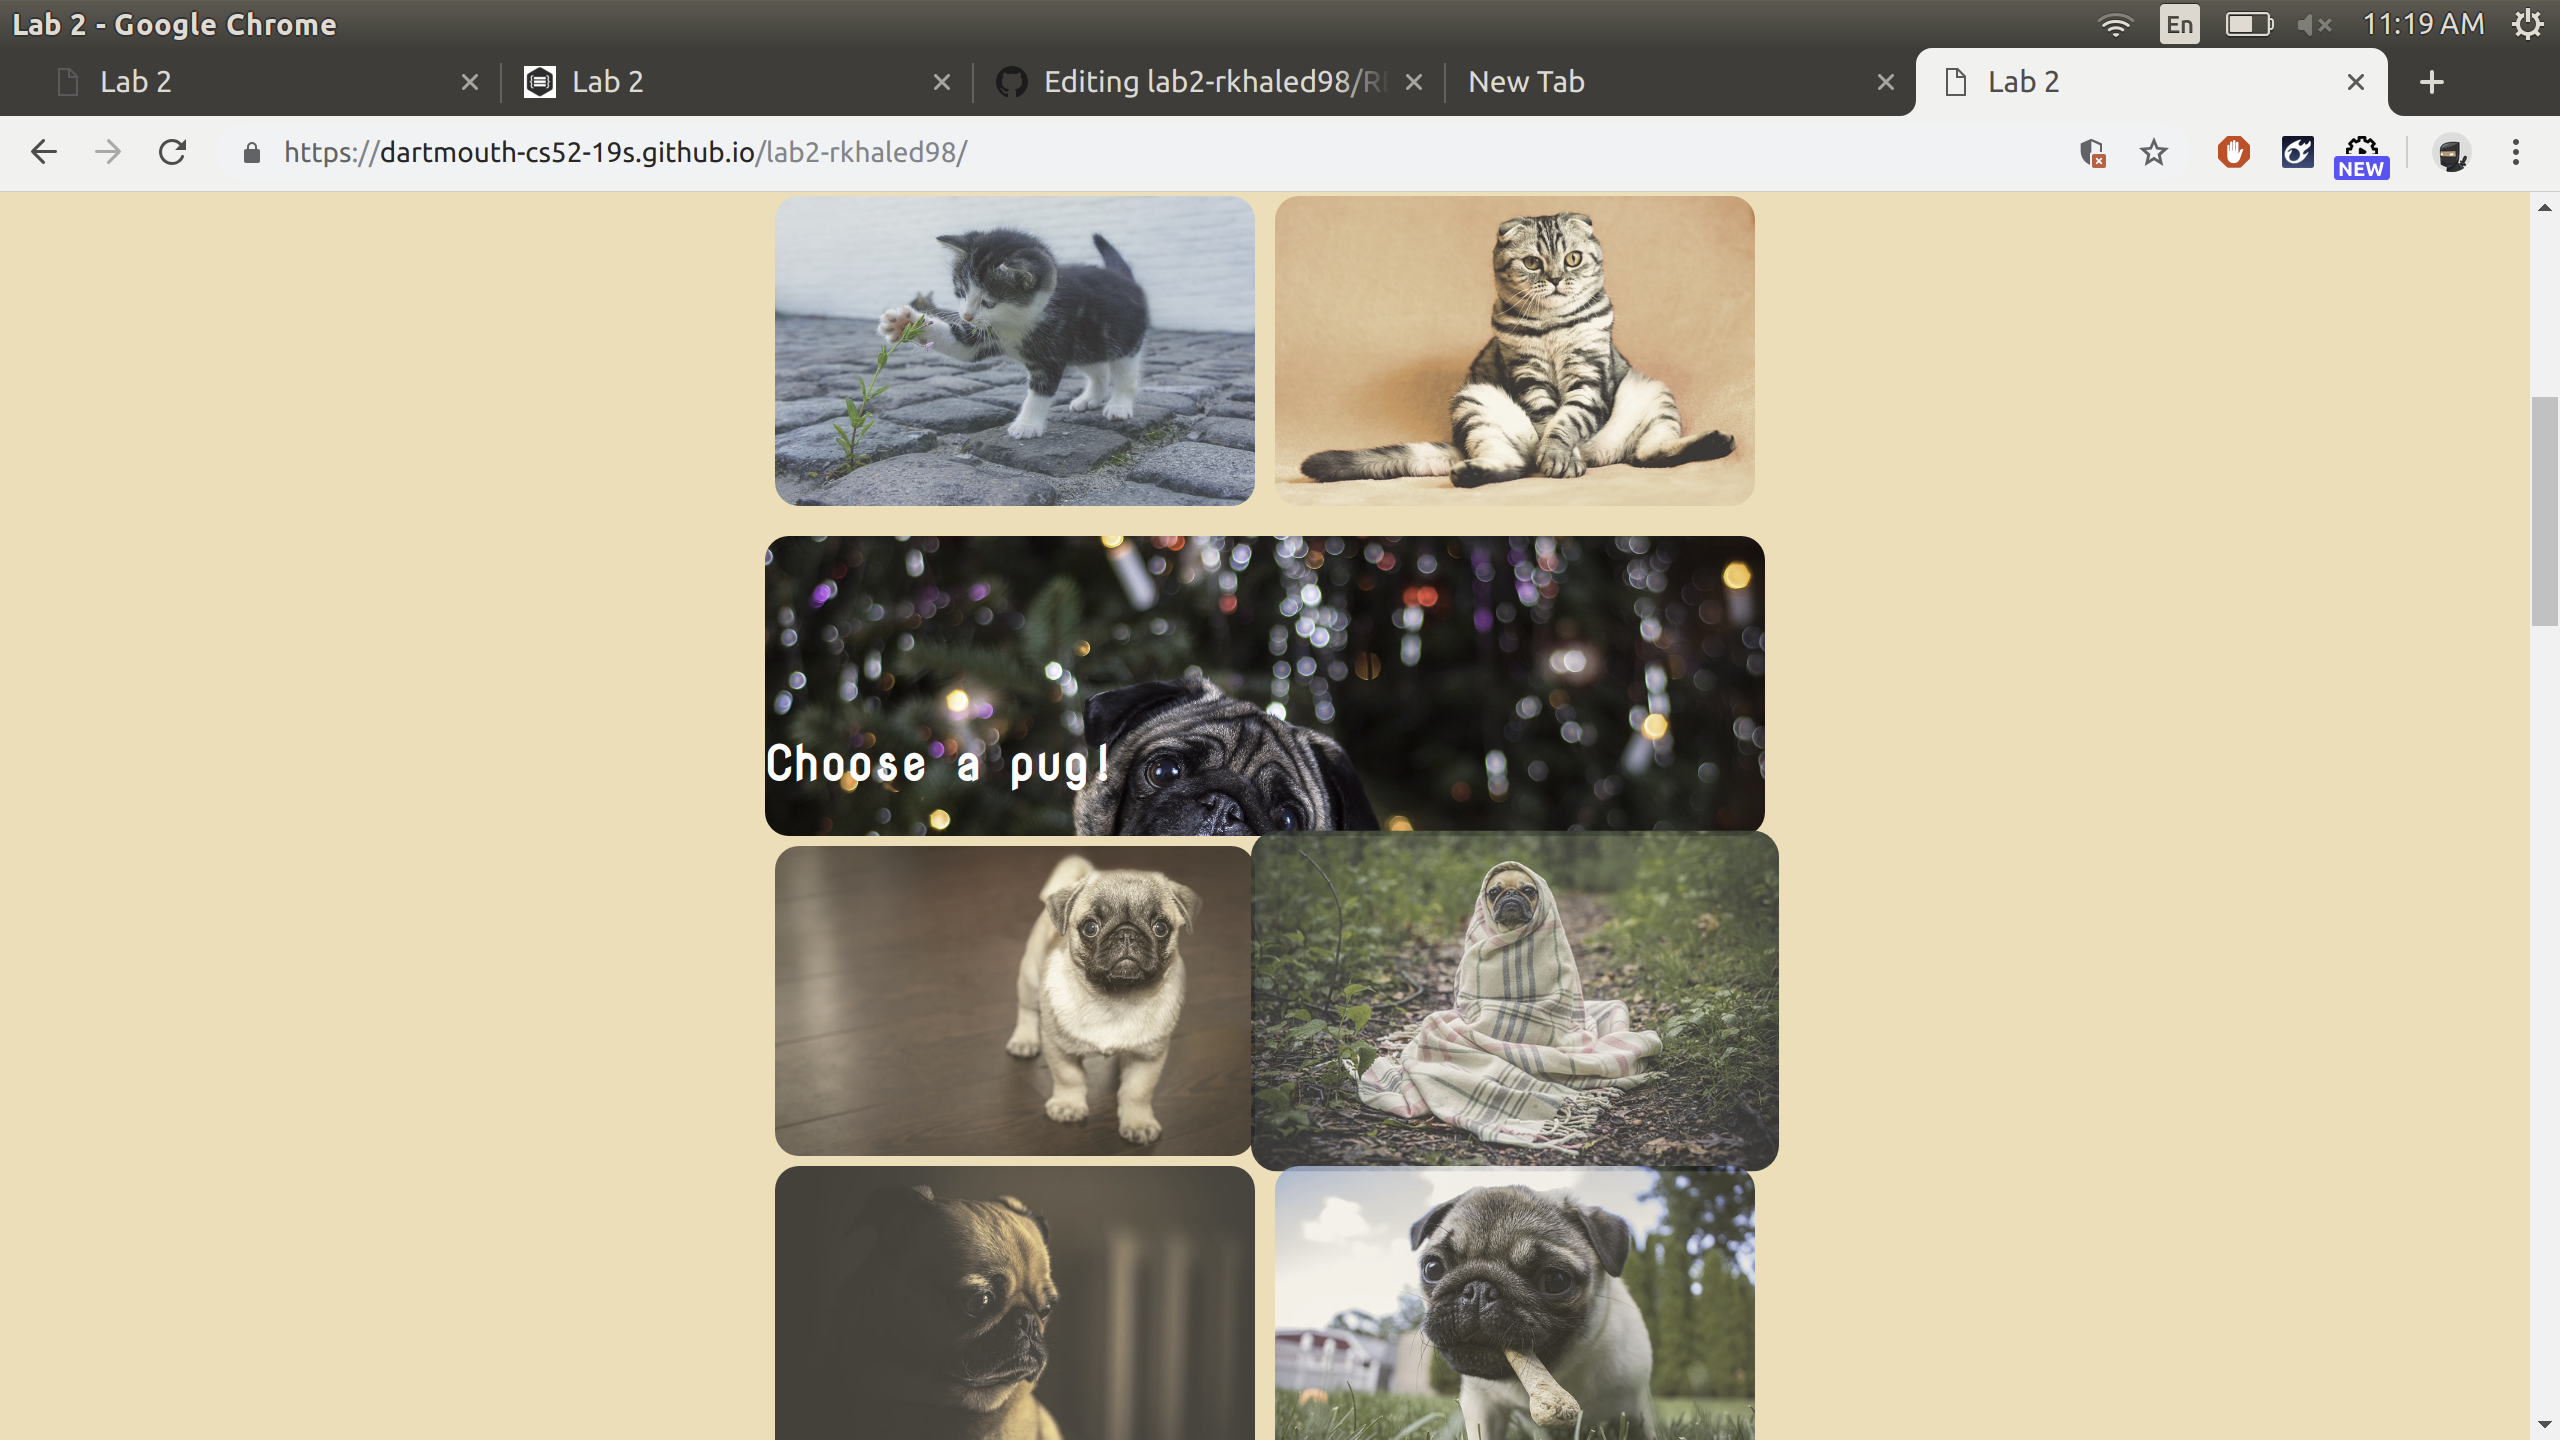 Lab 2 - Google Chrome
En
11:19 AM
Lab 2
Lab 2
Editing lab2-rkhaled98/R
New Tab
Lab 2
https://dartmouth-cs52-19s.github.io/lab2-rkhaled98/
NEW
Choose a pug!